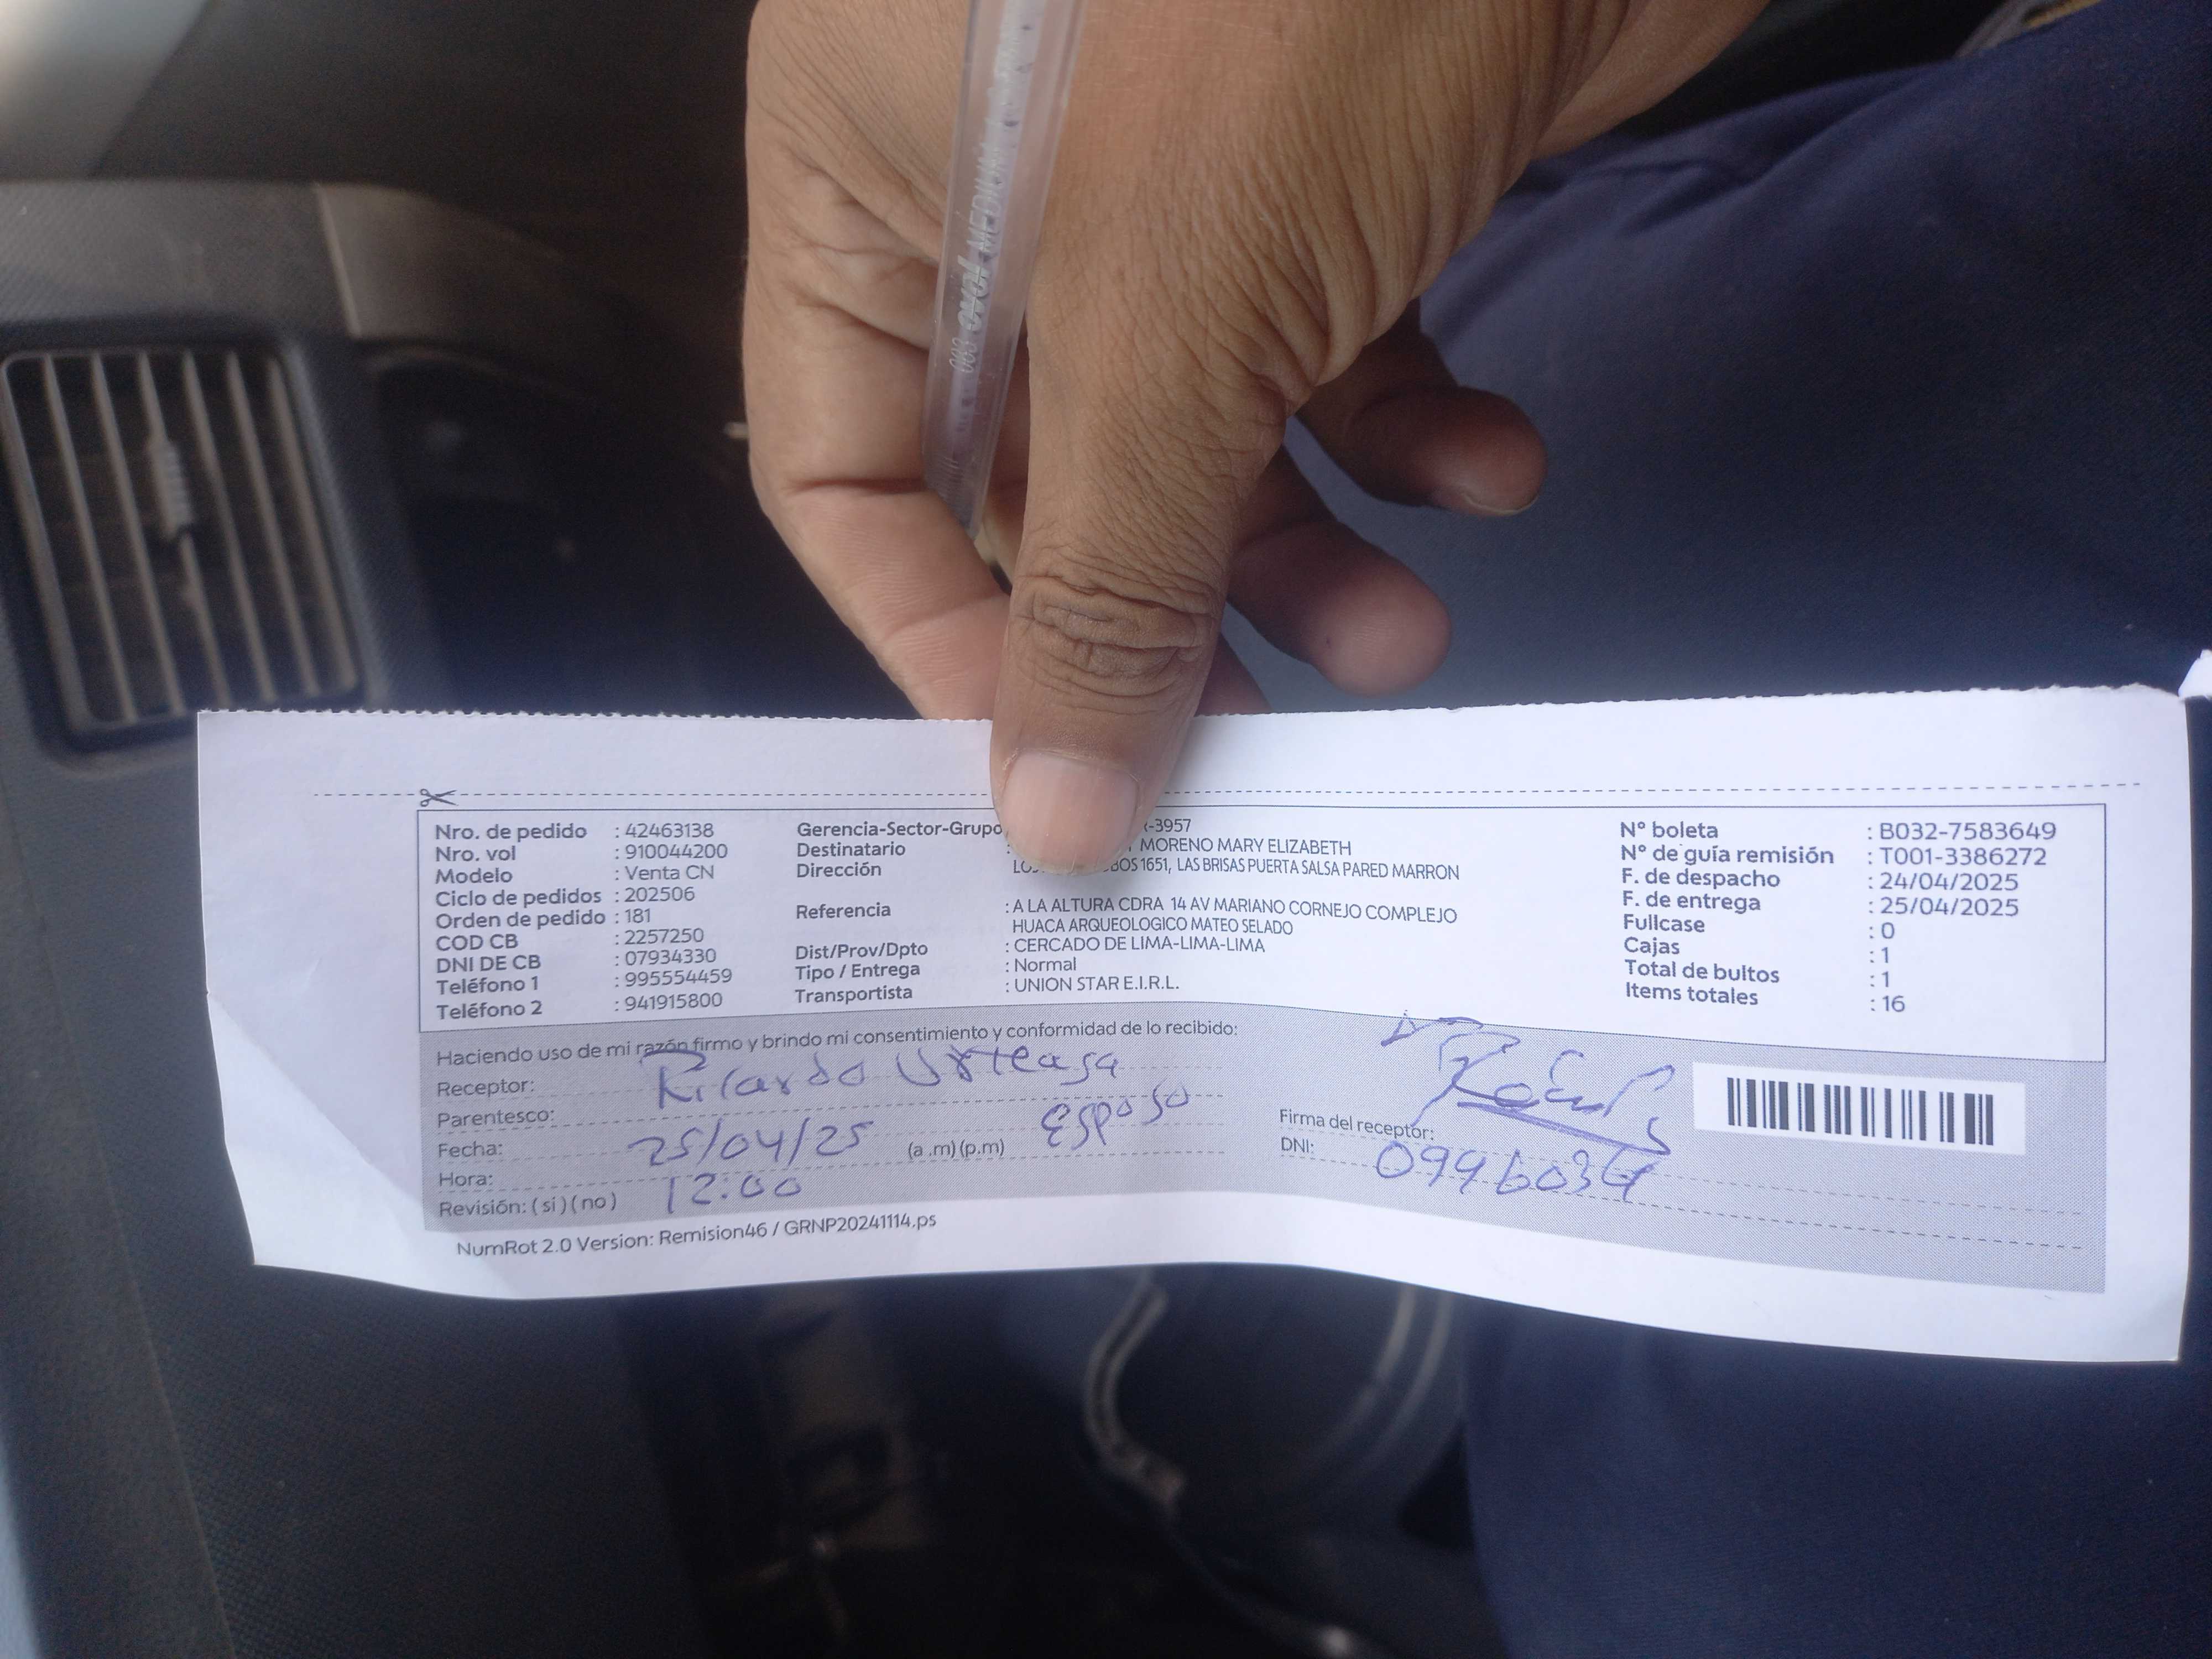 Nro. de pedido : 42463138
Nro. vol : 910044200
Modelo : Venta CN
Ciclo de pedidos : 202506
Orden de pedido : 181
COD CB : 2257250
DNI DE CB : 07934330
Teléfono 1 : 995554459
Teléfono 2 : 941915800
Gerencia-Sector-Grupo -3957
Destinatario : MORENO MARY ELIZABETH
Dirección 1651, LAS BRISAS PUERTA SALSA PARED MARRON
Referencia : A LA ALTURA CDRA 14 AV MARIANO CORNEJO COMPLEJO
HUACA ARQUEOLOGICO MATEO SELADO
Dist/Prov/Dpto : CERCADO DE LIMA-LIMA-LIMA
Tipo / Entrega : Normal
Transportista : UNION STAR E.I.R.L.
N° boleta : B032-7583649
N° de guía remisión : T001-3386272
F. de despacho : 24/04/2025
F. de entrega : 25/04/2025
Fullcase : 0
Cajas : 1
Total de bultos : 1
Items totales : 16
Haciendo uso de mi razón firmo y brindo mi consentimiento y conformidad de lo recibido:
Receptor: Ricardo Urteaga
Parentesco: Esposo
Fecha: 25/04/25 (a .m) (p.m)
Hora: 12:00
Revisión: ( si ) ( no )
Firma del receptor:
DNI:
NumRot 2.0 Version: Remision46 / GRNP20241114.ps